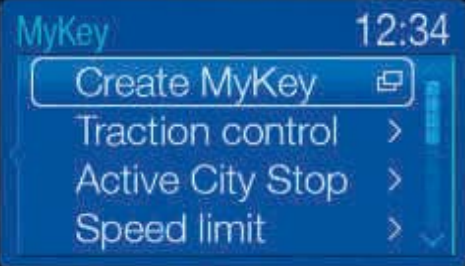 MyKey 12:34
Create MyKey
Traction control >
Active City Stop >
Speed limit >